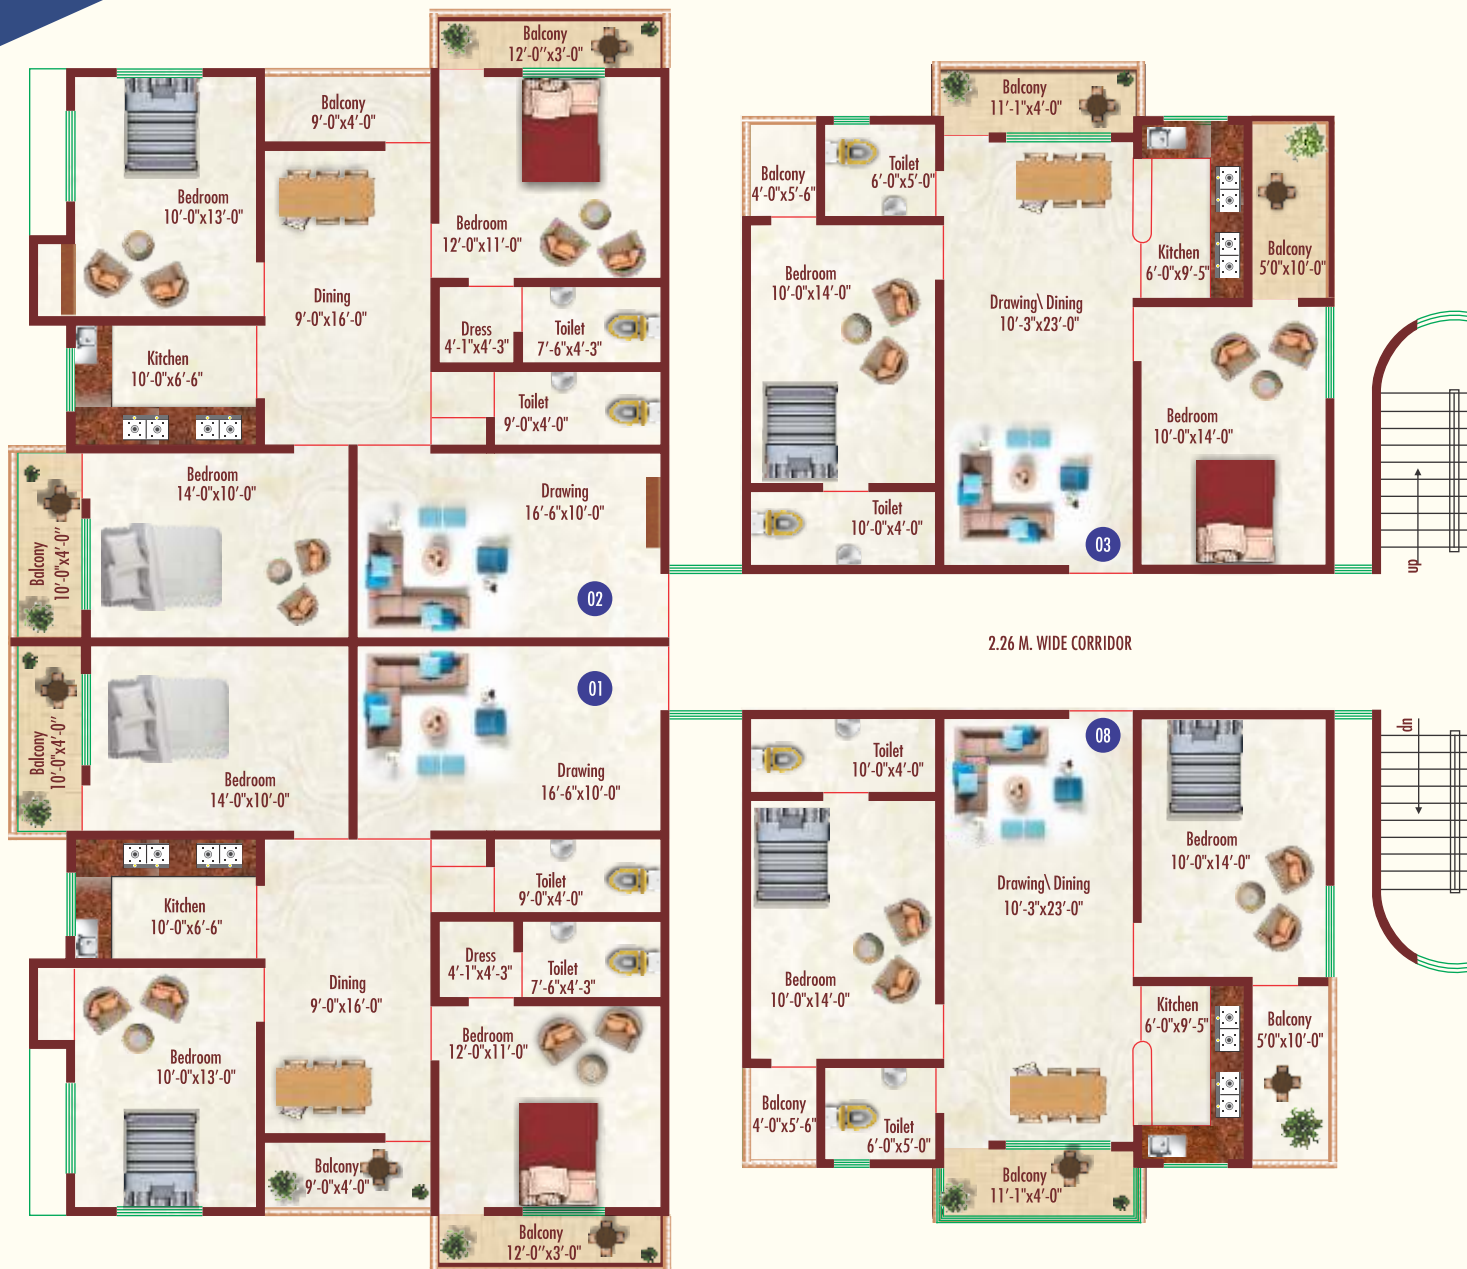 Balcony
12'-0''x3'-0"
Balcony
9'-0"x4'-0"
Bedroom
10'-0"x13'-0"
Bedroom
12'-0"x11'-0"
Dining
9'-0"x16'-0"
Dress
4'-1"x4'-3"
Toilet
7'-6"x4'-3"
Kitchen
10'-0"x6'-6"
Toilet
9'-0"x4'-0"
Bedroom
14'-0"x10'-0"
Drawing
16'-6"x10'-0"
Balcony
10'-0''x4'-0''
02
Balcony
11'-1"x4'-0"
Balcony
4'-0"x5'-6"
Toilet
6'-0"x5'-0"
Kitchen
6'-0"x9'-5"
Balcony
5'0"x10'-0"
Bedroom
10'-0"x14'-0"
Drawing\ Dining
10'-3"x23'-0"
Bedroom
10'-0"x14'-0"
Toilet
10'-0"x4'-0"
03
up
2.26 M. WIDE CORRIDOR
01
Balcony
10'-0''x4'-0''
Bedroom
14'-0"x10'-0"
Drawing
16'-6"x10'-0"
Toilet
9'-0"x4'-0"
Kitchen
10'-0"x6'-6"
Dress
4'-1"x4'-3"
Toilet
7'-6"x4'-3"
Dining
9'-0"x16'-0"
Bedroom
12'-0"x11'-0"
Bedroom
10'-0"x13'-0"
Balcony
9'-0"x4'-0"
Balcony
12'-0''x3'-0"
08
dn
Toilet
10'-0"x4'-0"
Bedroom
10'-0"x14'-0"
Drawing\ Dining
10'-3"x23'-0"
Bedroom
10'-0"x14'-0"
Kitchen
6'-0"x9'-5"
Balcony
5'0"x10'-0"
Balcony
4'-0"x5'-6"
Toilet
6'-0"x5'-0"
Balcony
11'-1"x4'-0"